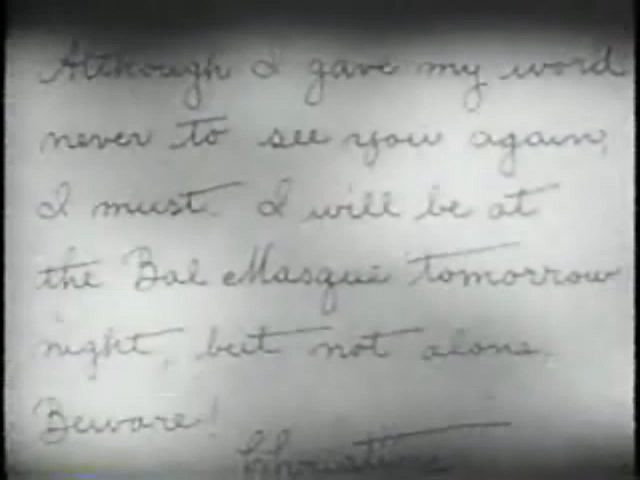 Although I gave my word
never to see you again,
I must. I will be at
the Bal Masque tomorrow
night, but not alone.
Beware!
Christine